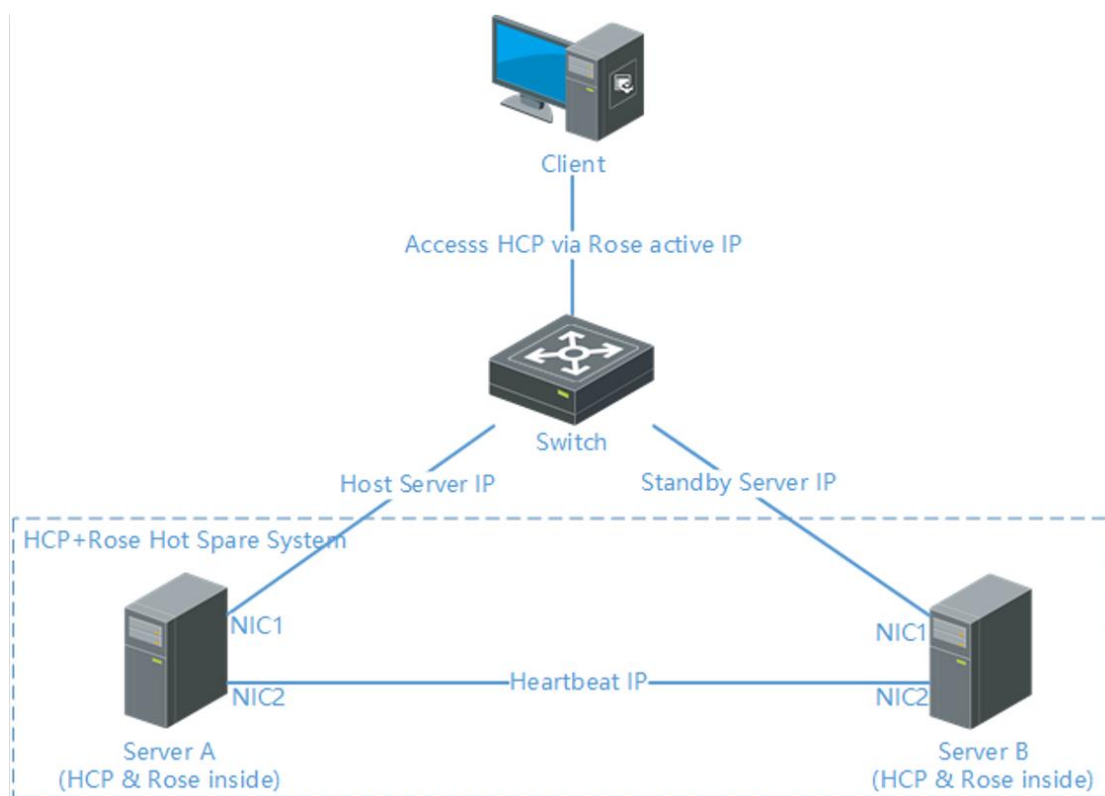 Client
Accesss HCP via Rose active IP
Switch
Host Server IP
Standby Server IP
HCP+Rose Hot Spare System
NIC1
NIC1
NIC2
Heartbeat IP
NIC2
Server A
(HCP & Rose inside)
Server B
(HCP & Rose inside)